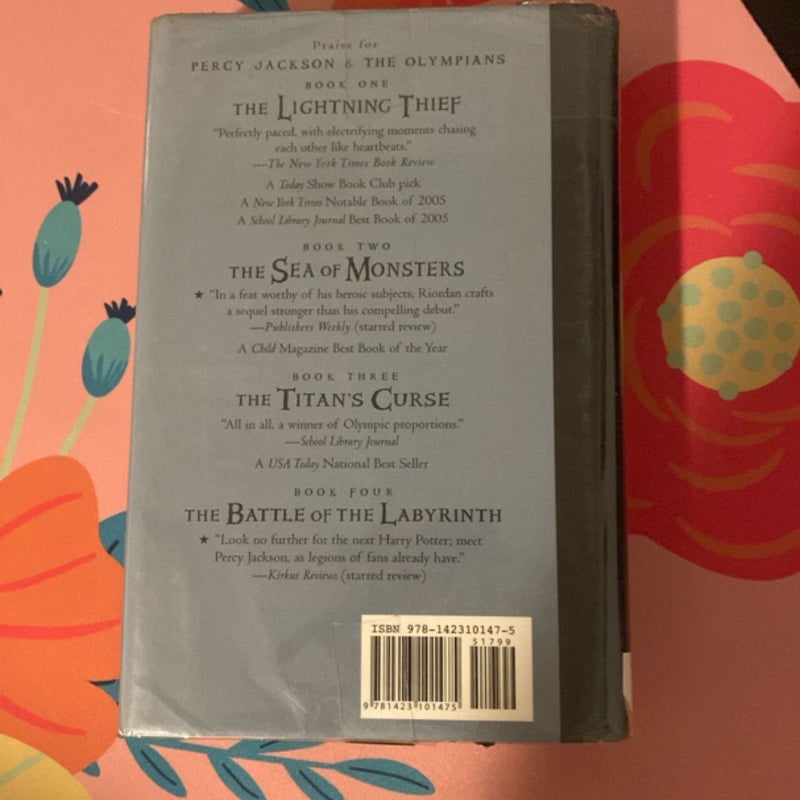 Praise for
PERCY JACKSON & THE OLYMPIANS
BOOK ONE
THE LIGHTNING THIEF
"Perfectly paced, with electrifying moments chasing
each other like heartbeats."
—The New York Times Book Review
A Today Show Book Club pick
A New York Times Notable Book of 2005
A School Library Journal Best Book of 2005
BOOK TWO
THE SEA OF MONSTERS
★ "In a feat worthy of his heroic subjects, Riordan crafts
a sequel stronger than his compelling debut."
—Publishers Weekly (starred review)
A Child Magazine Best Book of the Year
BOOK THREE
THE TITAN'S CURSE
"All in all, a winner of Olympic proportions."
—School Library Journal
A USA Today National Best Seller
BOOK FOUR
THE BATTLE OF THE LABYRINTH
★ "Look no further for the next Harry Potter; meet
Percy Jackson, as legions of fans already have."
—Kirkus Reviews (starred review)
ISBN 978-142310147-5
51799
9 781423 101475